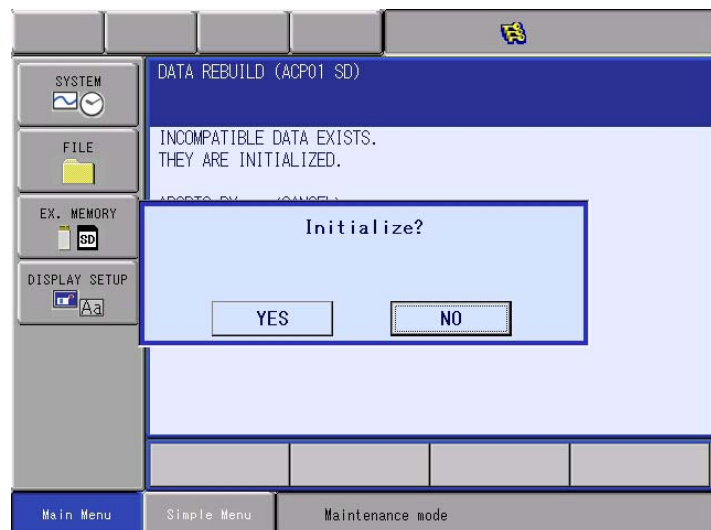 SYSTEM
FILE
EX. MEMORY
SD
DISPLAY SETUP
Aa
DATA REBUILD (ACP01 SD)
INCOMPATIBLE DATA EXISTS.
THEY ARE INITIALIZED.
Initialize?
YES
NO
Main Menu
Simple Menu
Maintenance mode